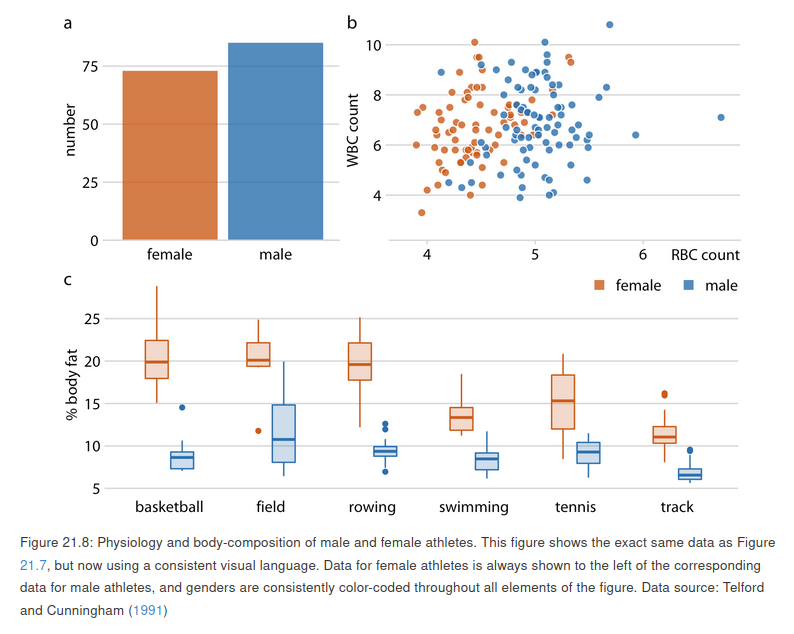 a
number
75
50
25
0
female
male
b
WBC count
10
8
6
4
4
5
6
RBC count
female
male
c
% body fat
25
20
15
10
5
basketball
field
rowing
swimming
tennis
track
Figure 21.8: Physiology and body-composition of male and female athletes. This figure shows the exact same data as Figure
21.7, but now using a consistent visual language. Data for female athletes is always shown to the left of the corresponding
data for male athletes, and genders are consistently color-coded throughout all elements of the figure. Data source: Telford
and Cunningham (1991)